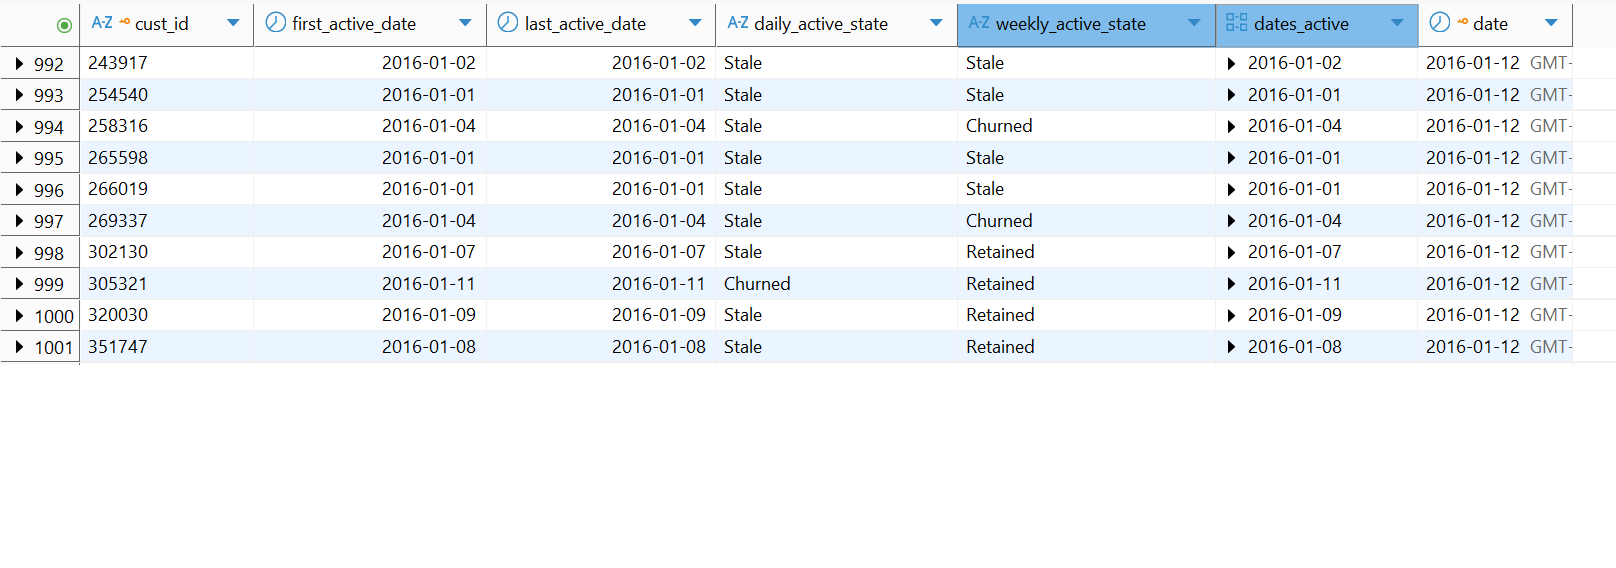 A-Z cust_id first_active_date last_active_date A-Z daily_active_state A-Z weekly_active_state dates_active date
992 243917 2016-01-02 2016-01-02 Stale Stale 2016-01-02 2016-01-12 GMT-
993 254540 2016-01-01 2016-01-01 Stale Stale 2016-01-01 2016-01-12 GMT-
994 258316 2016-01-04 2016-01-04 Stale Churned 2016-01-04 2016-01-12 GMT-
995 265598 2016-01-01 2016-01-01 Stale Stale 2016-01-01 2016-01-12 GMT-
996 266019 2016-01-01 2016-01-01 Stale Stale 2016-01-01 2016-01-12 GMT-
997 269337 2016-01-04 2016-01-04 Stale Churned 2016-01-04 2016-01-12 GMT-
998 302130 2016-01-07 2016-01-07 Stale Retained 2016-01-07 2016-01-12 GMT-
999 305321 2016-01-11 2016-01-11 Churned Retained 2016-01-11 2016-01-12 GMT-
1000 320030 2016-01-09 2016-01-09 Stale Retained 2016-01-09 2016-01-12 GMT-
1001 351747 2016-01-08 2016-01-08 Stale Retained 2016-01-08 2016-01-12 GMT-